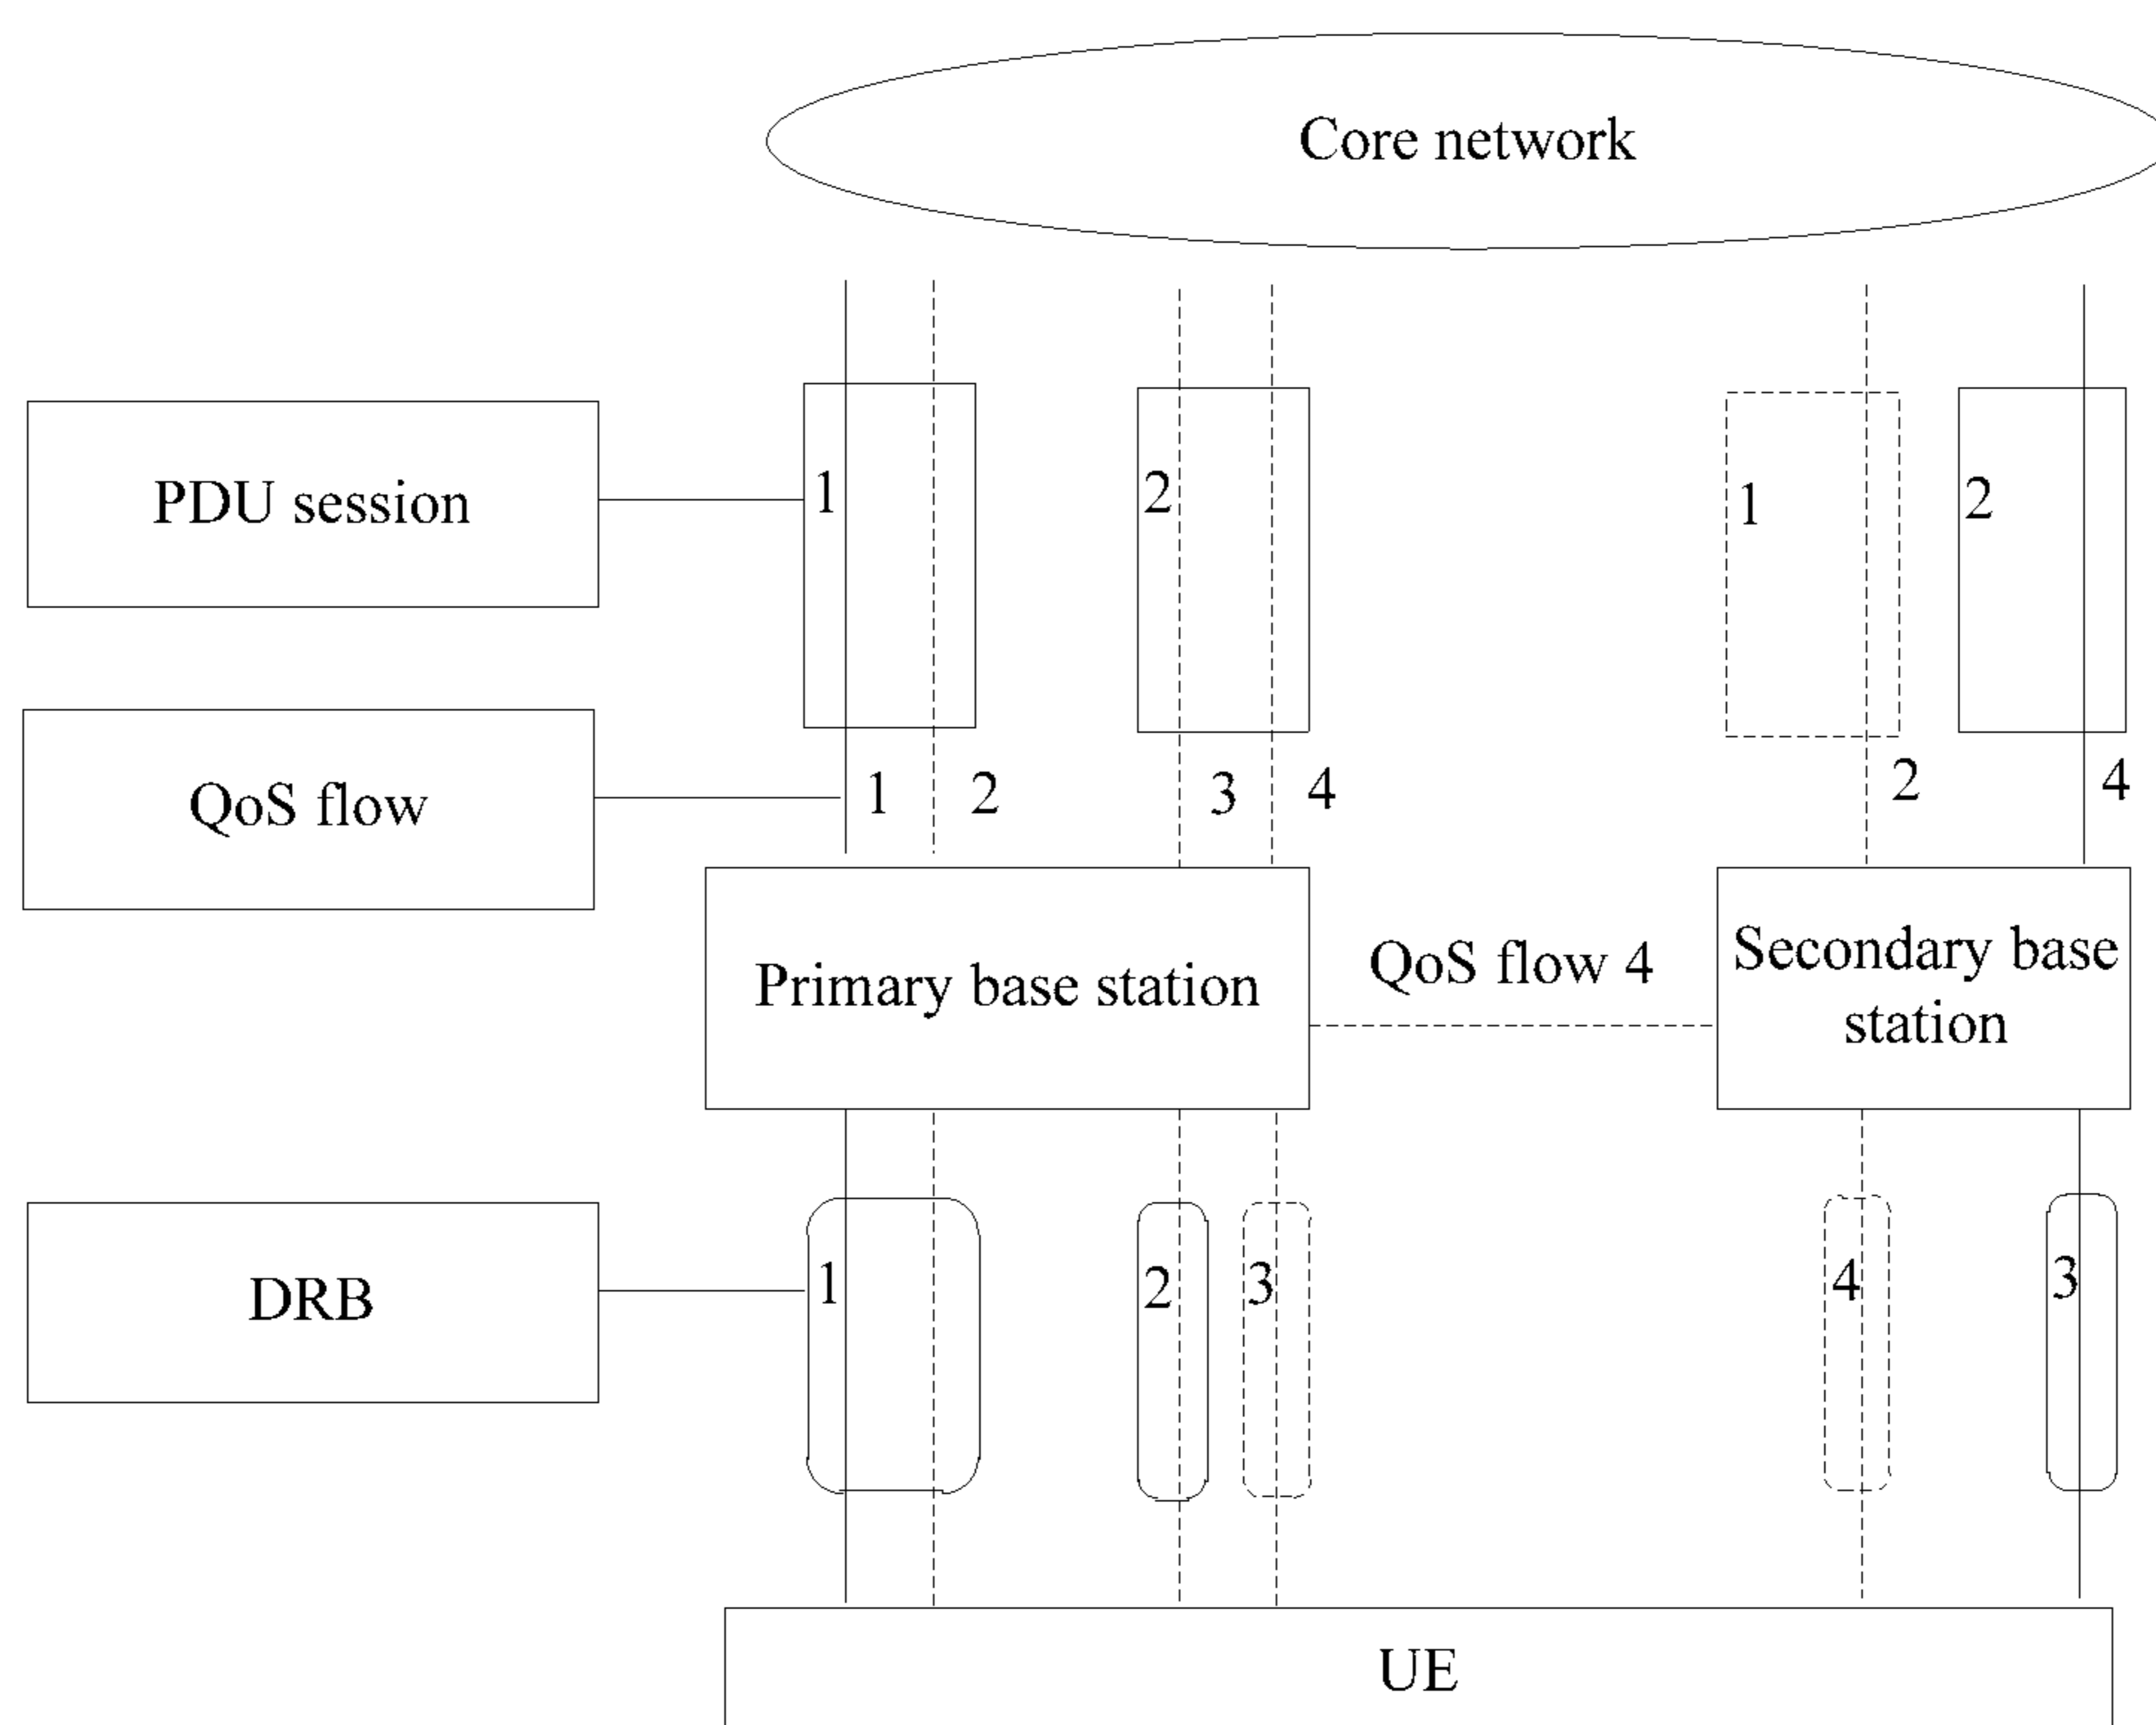 Core network
PDU session
1
2
1
2
QoS flow
1
2
3
4
2
4
Primary base station
QoS flow 4
Secondary base
station
DRB
1
2
3
4
3
UE